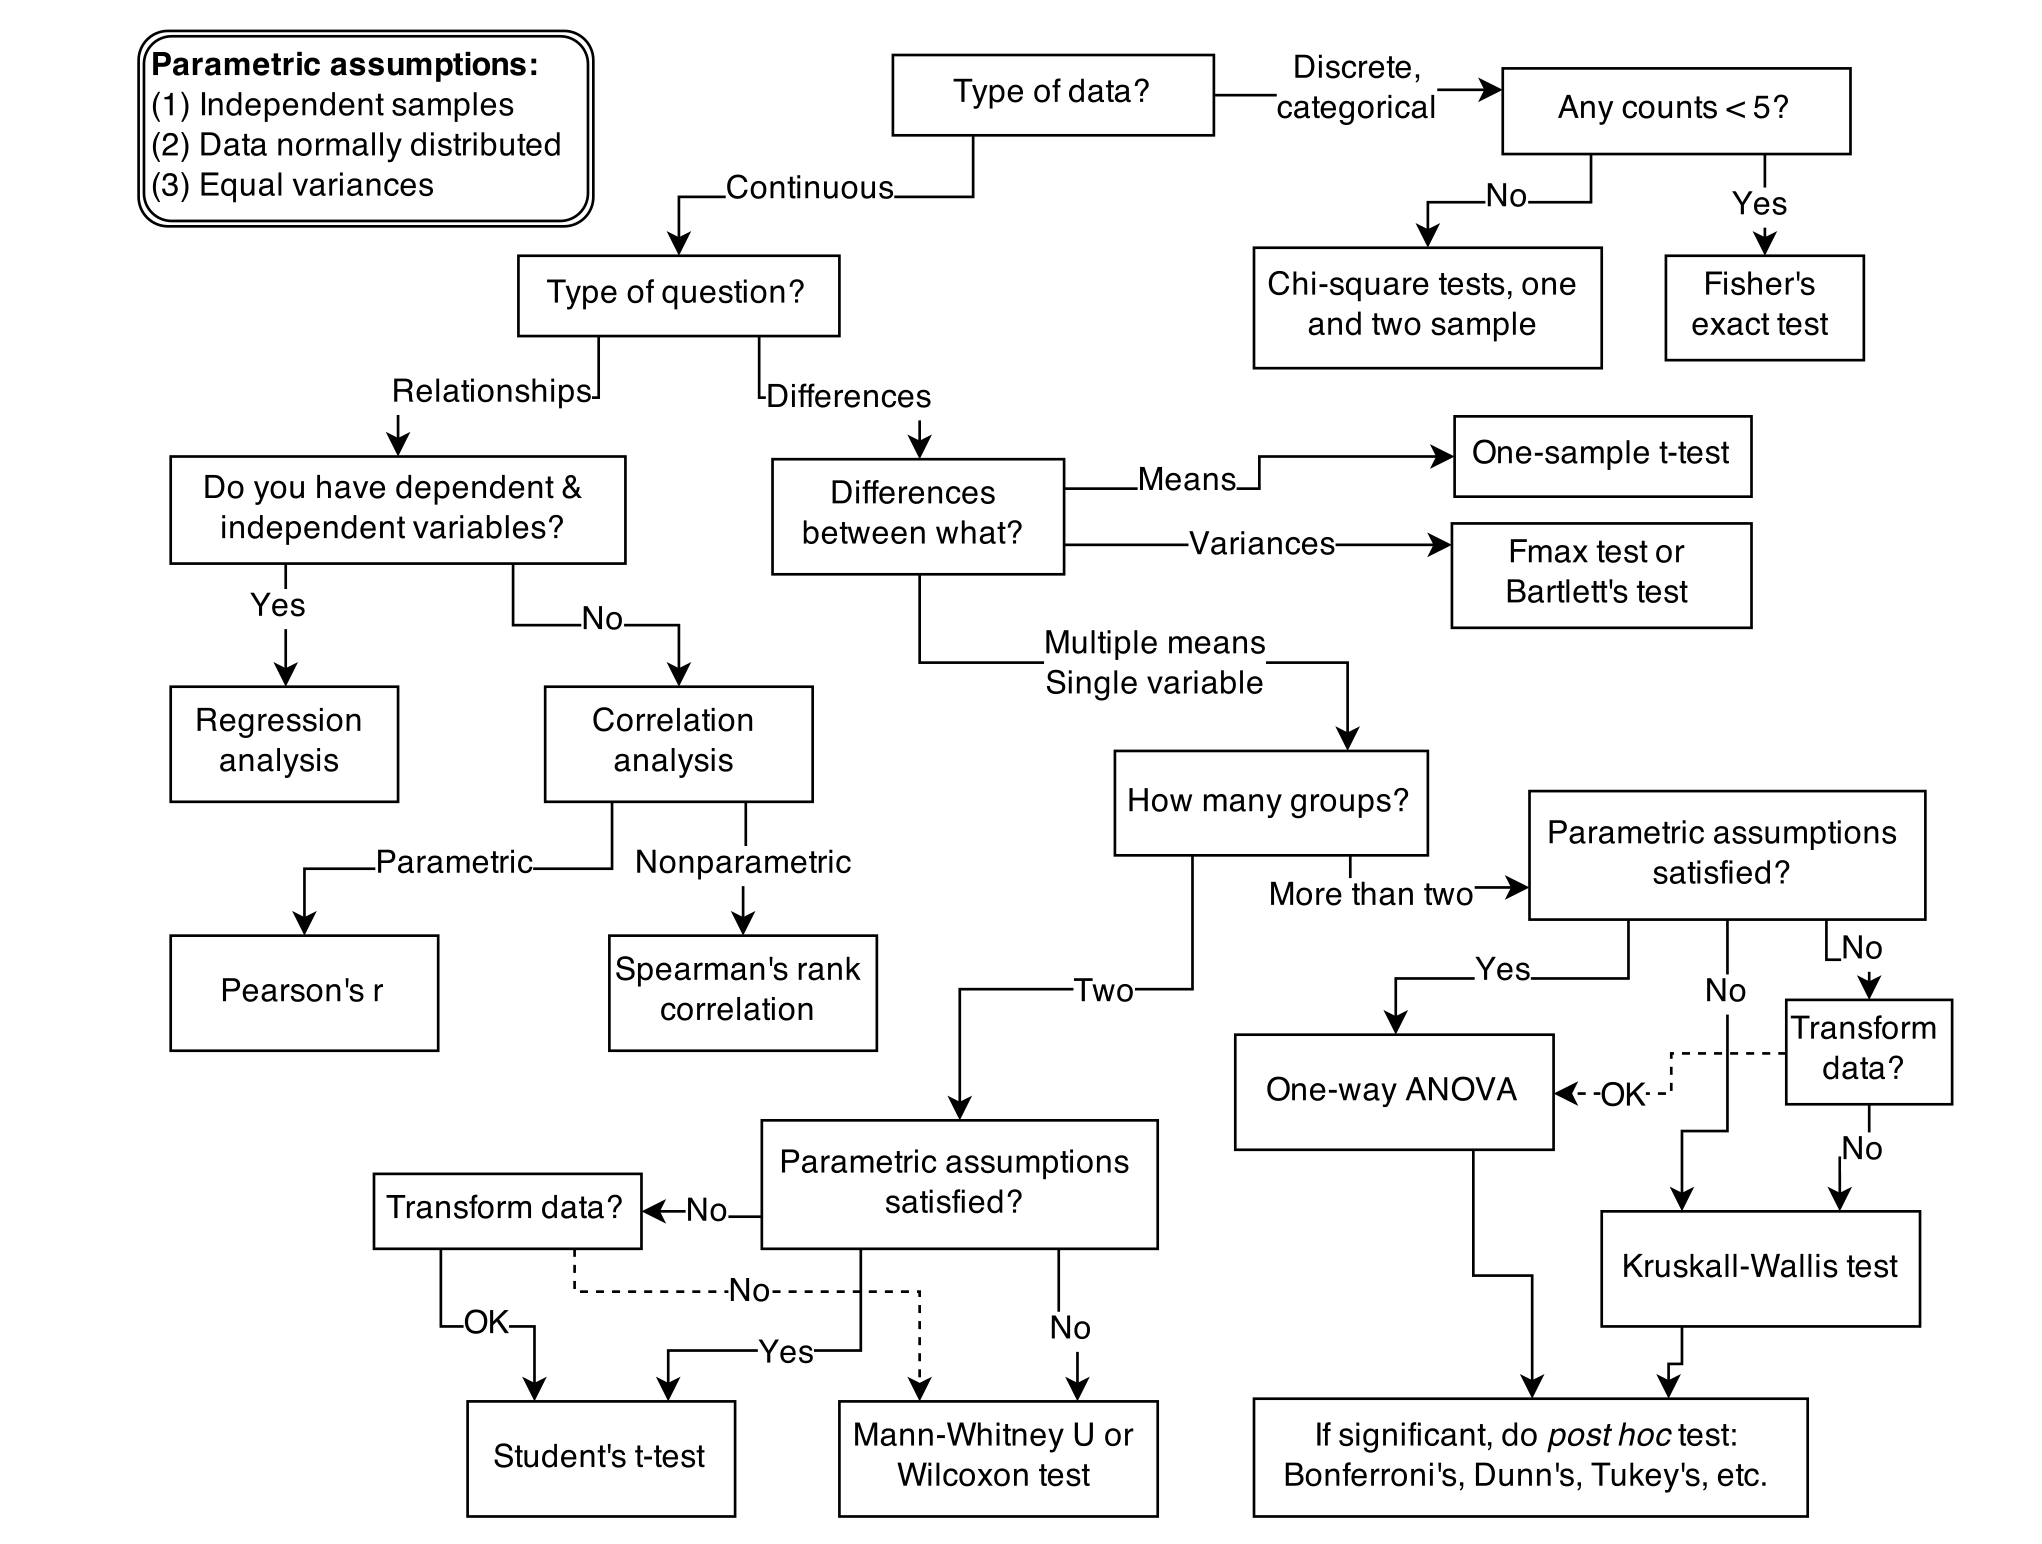 Parametric assumptions:
(1) Independent samples
(2) Data normally distributed
(3) Equal variances
Type of data?
Discrete,
categorical
Any counts < 5?
Continuous
No
Yes
Type of question?
Chi-square tests, one
and two sample
Fisher's
exact test
Relationships
Differences
Do you have dependent &
independent variables?
Differences
between what?
Means
One-sample t-test
Variances
Fmax test or
Bartlett's test
Yes
No
Multiple means
Single variable
Regression
analysis
Correlation
analysis
How many groups?
Parametric assumptions
satisfied?
Parametric
Nonparametric
More than two
Pearson's r
Spearman's rank
correlation
Two
Yes
No
No
Transform
data?
One-way ANOVA
OK
No
Parametric assumptions
satisfied?
Transform data?
No
No
OK
Yes
No
Kruskall-Wallis test
Student's t-test
Mann-Whitney U or
Wilcoxon test
If significant, do post hoc test:
Bonferroni's, Dunn's, Tukey's, etc.